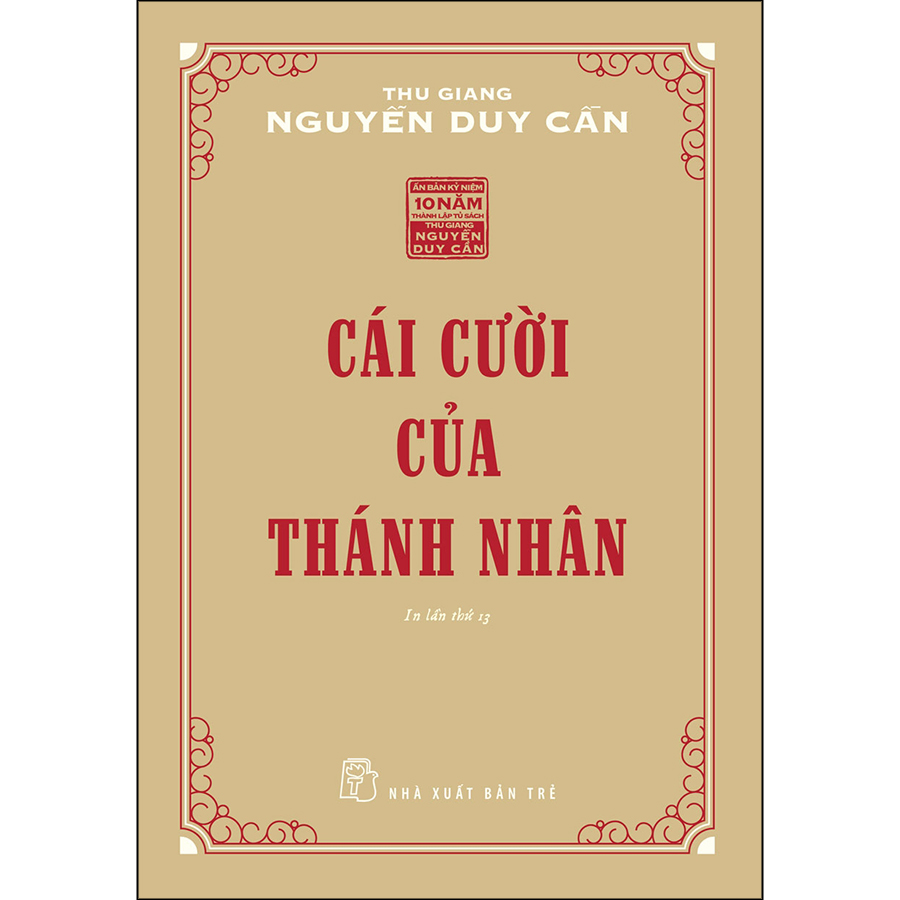 THU GIANG
NGUYỄN DUY CẦN
ẤN BẢN KỶ NIỆM
10 NĂM
THÀNH LẬP TỦ SÁCH
THU GIANG
NGUYỄN
DUY CẦN
CÁI CƯỜI
CỦA
THÁNH NHÂN
In lần thứ 13
NHÀ XUẤT BẢN TRẺ